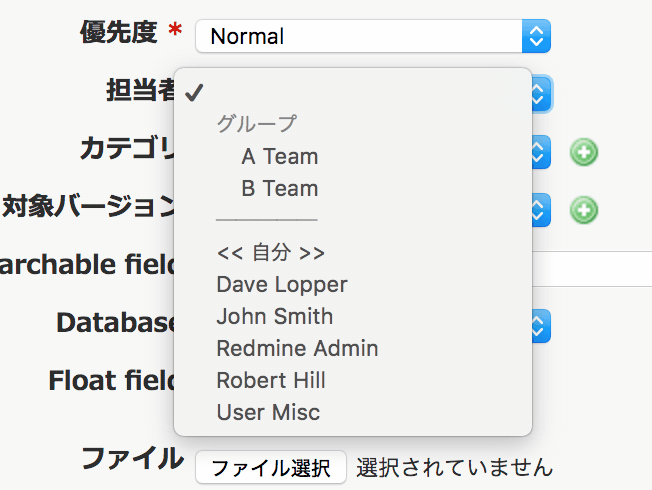 優先度 * Normal
担当者
グループ
カテゴリ
A Team
B Team
対象バージョン
<< 自分 >>
archable field
Dave Lopper
John Smith
Database
Redmine Admin
Float field
Robert Hill
User Misc
ファイル ファイル選択 選択されていません